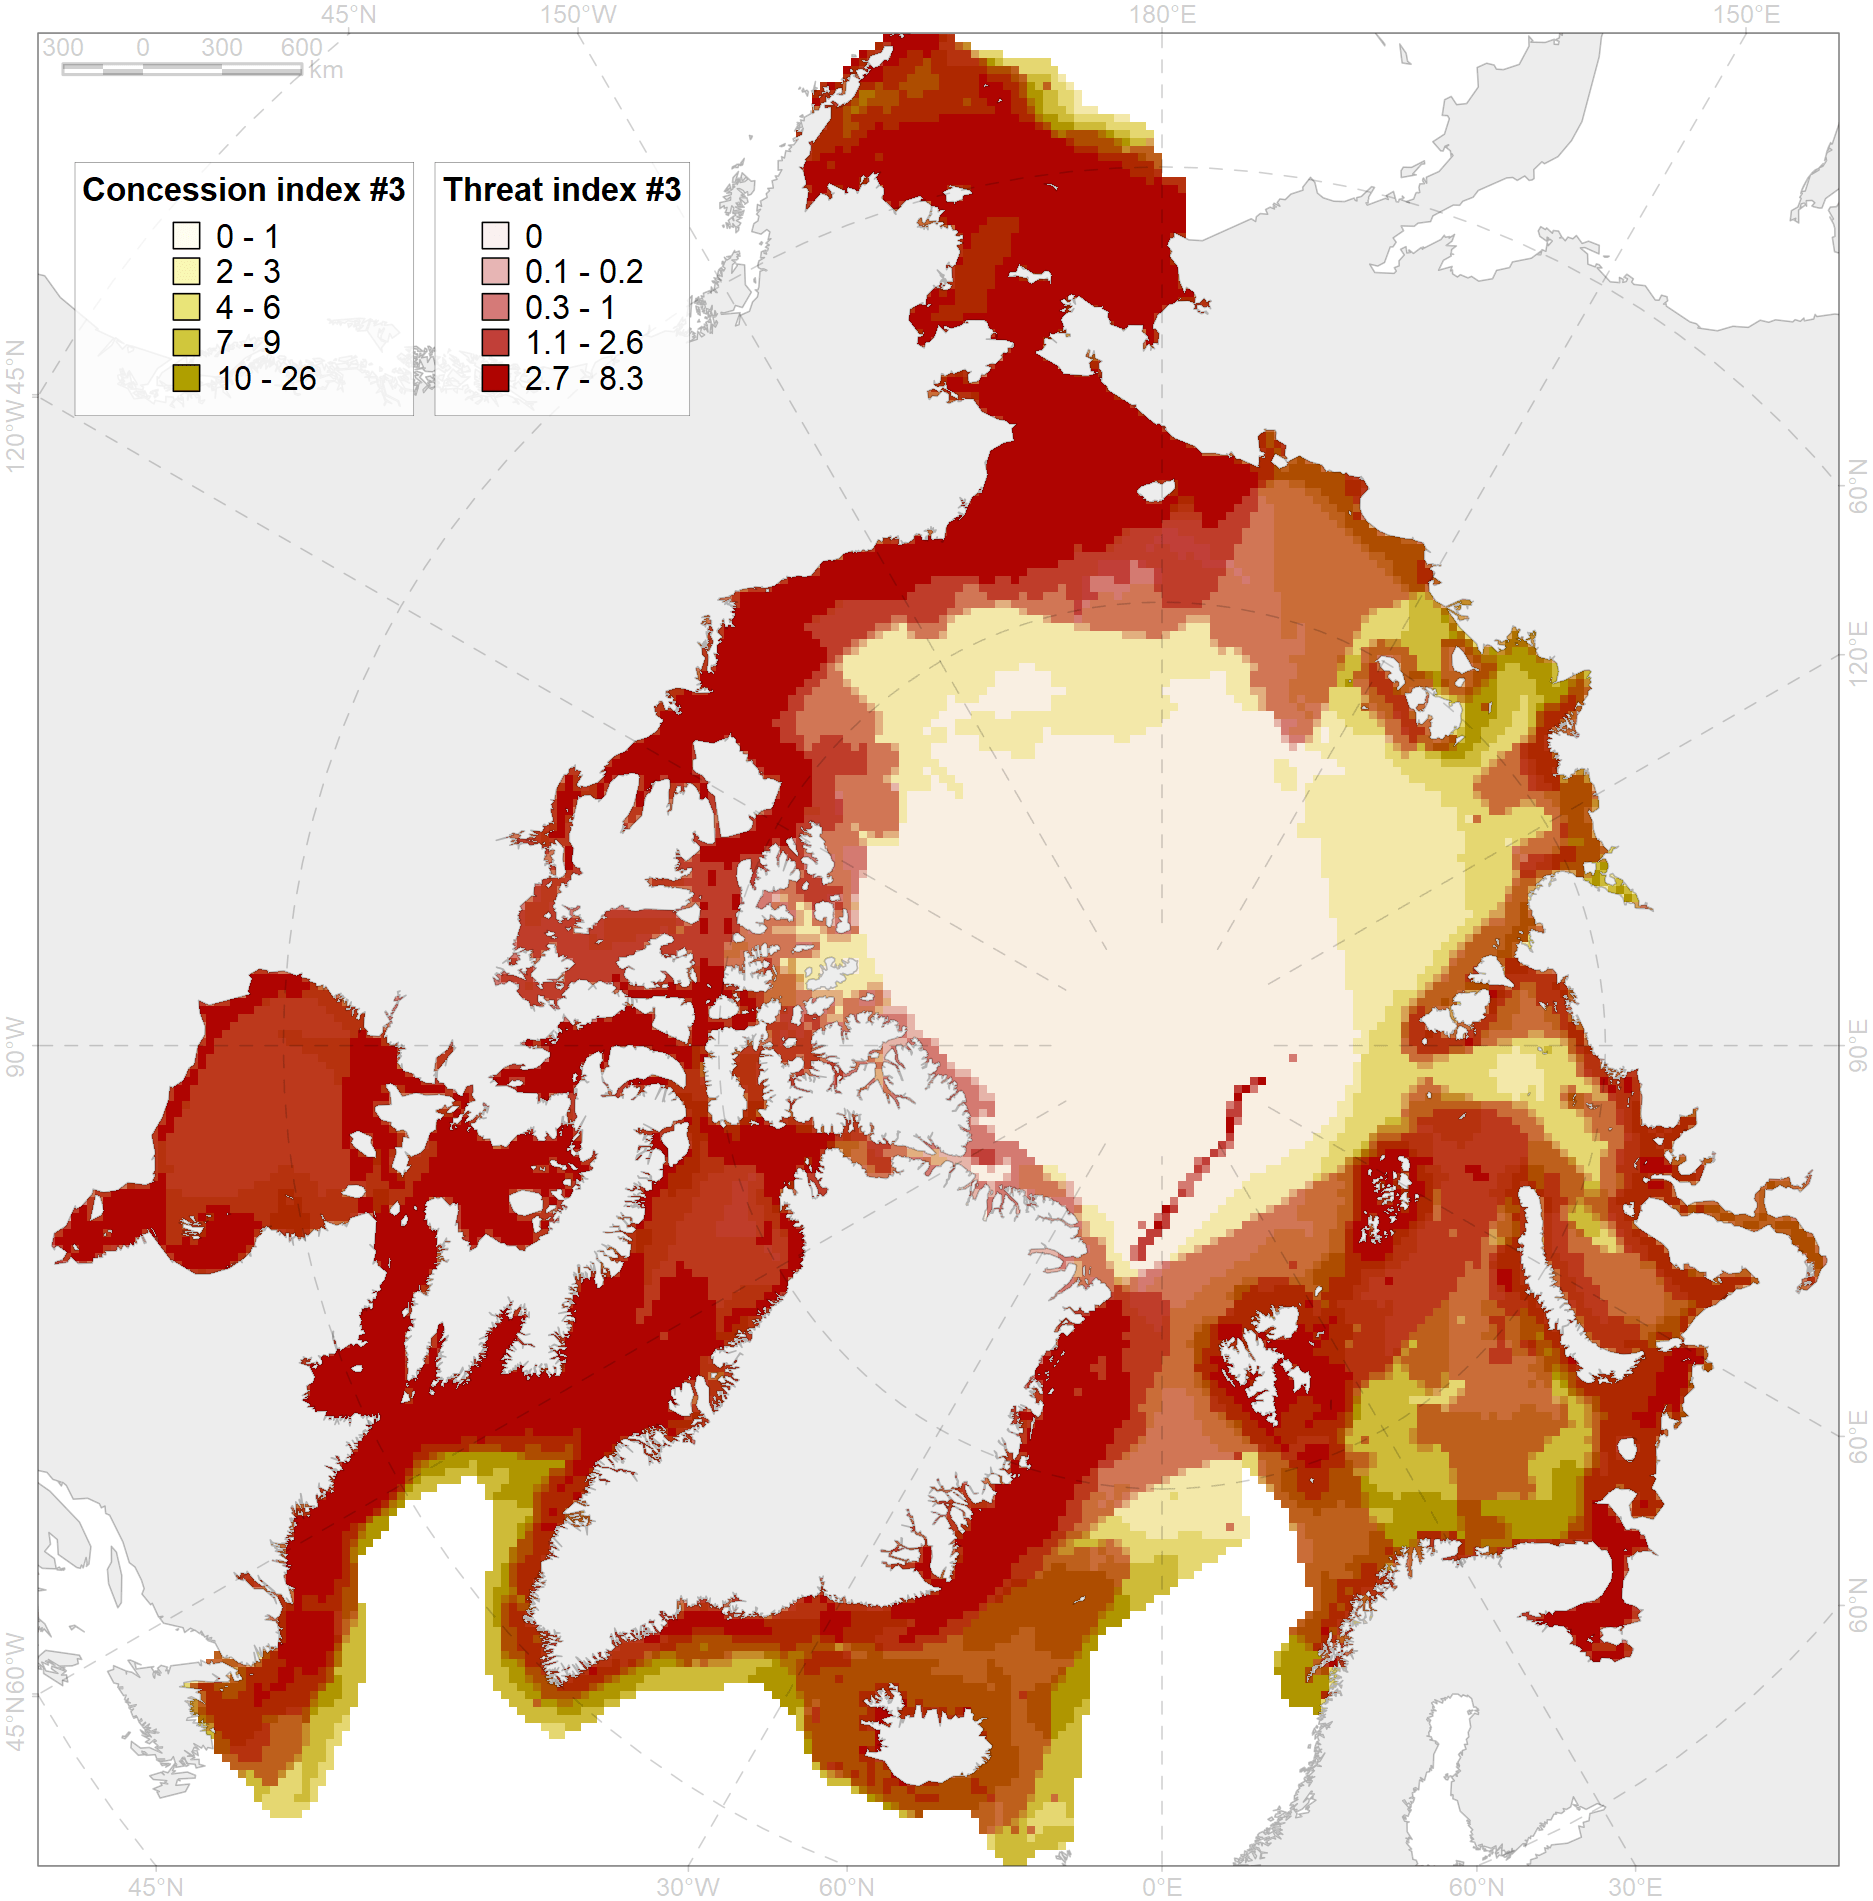 45°N 150°W 180°E 150°E
300 0 300 600 km
Concession index #3
0 - 1
2 - 3
4 - 6
7 - 9
10 - 26
Threat index #3
0
0.1 - 0.2
0.3 - 1
1.1 - 2.6
2.7 - 8.3
45°N
120°W
90°W
60°W
45°N
60°N
120°E
90°E
60°E
60°N
45°N 30°W 60°N 0°E 60°N 30°E